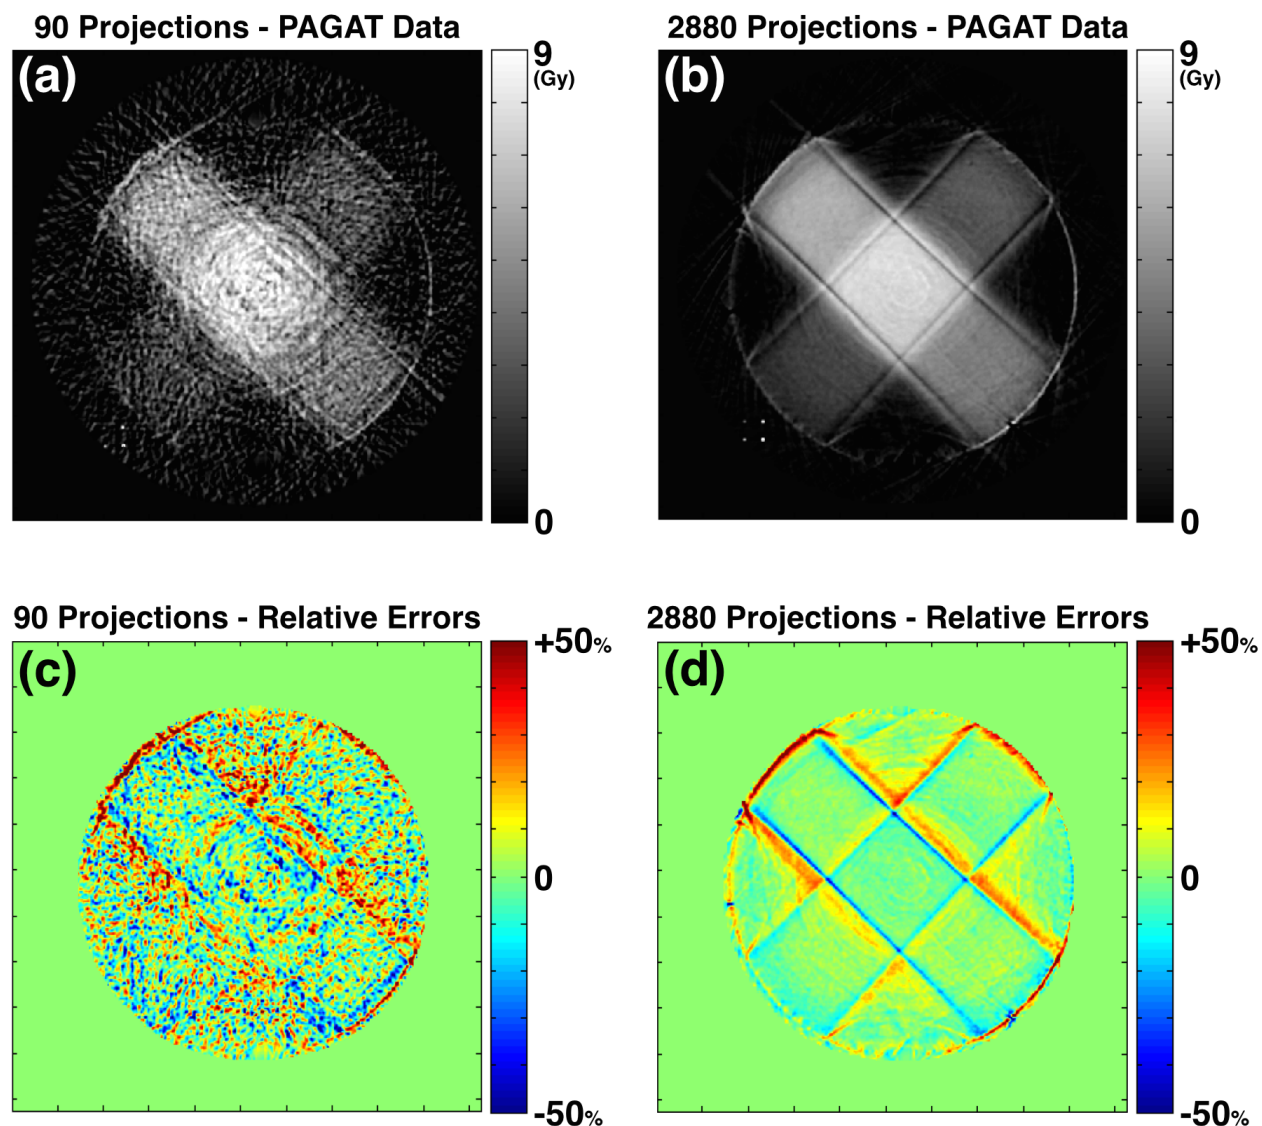 90 Projections - PAGAT Data
2880 Projections - PAGAT Data
(a)
9
(Gy)
0
(b)
9
(Gy)
0
90 Projections - Relative Errors
2880 Projections - Relative Errors
(c)
+50%
0
-50%
(d)
+50%
0
-50%